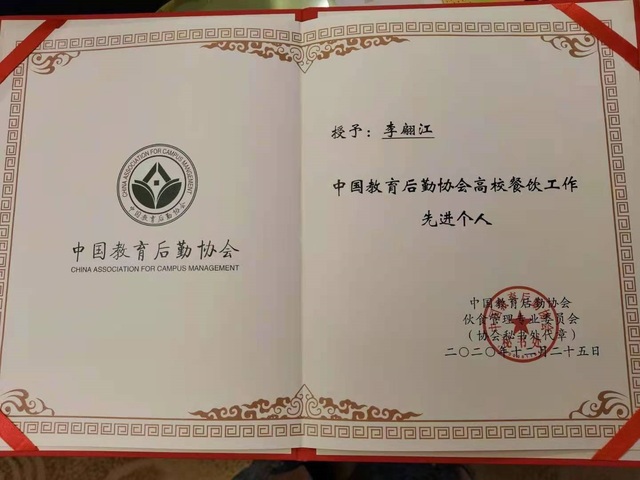 CHINA ASSOCIATION FOR CAMPUS MANAGEMENT
中国教育后勤协会
中国教育后勤协会
CHINA ASSOCIATION FOR CAMPUS MANAGEMENT
授予：李翩江
中国教育后勤协会高校餐饮工作
先进个人
中国教育后勤协会
伙食管理专业委员会
（协会秘书处代章）
二〇二〇年十二月二十五日